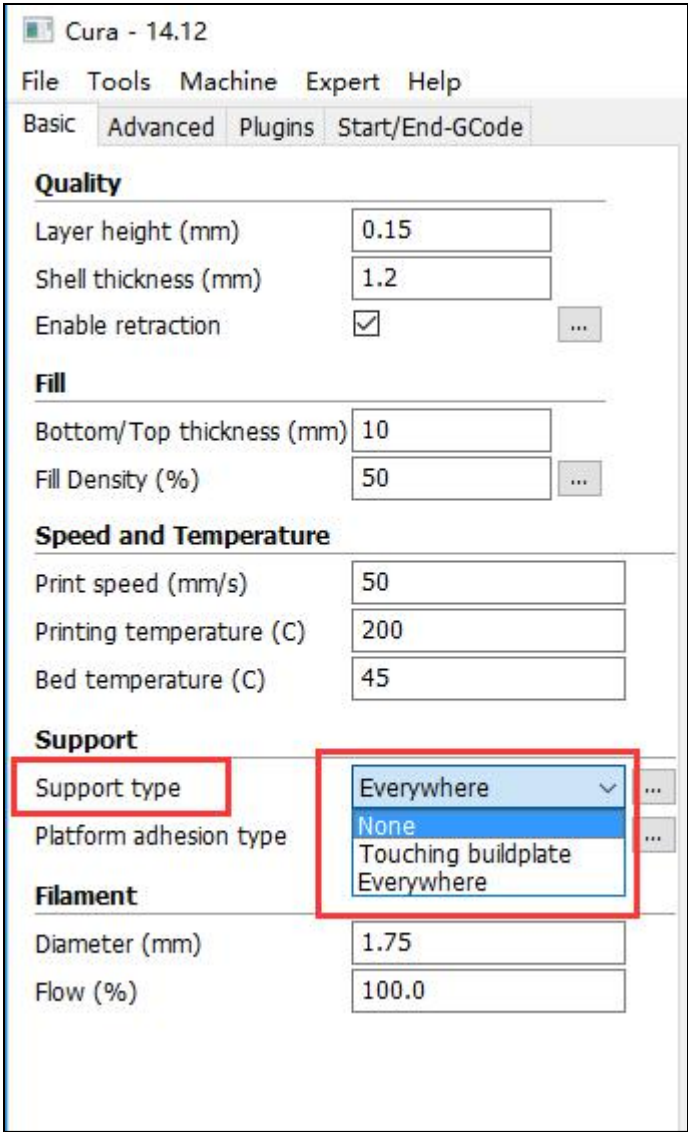 Cura - 14.12
File Tools Machine Expert Help
Basic Advanced Plugins Start/End-GCode
Quality
Layer height (mm) 0.15
Shell thickness (mm) 1.2
Enable retraction ...
Fill
Bottom/Top thickness (mm) 10
Fill Density (%) 50 ...
Speed and Temperature
Print speed (mm/s) 50
Printing temperature (C) 200
Bed temperature (C) 45
Support
Support type Everywhere ...
None
Platform adhesion type ...
Touching buildplate
Everywhere
Filament
Diameter (mm) 1.75
Flow (%) 100.0